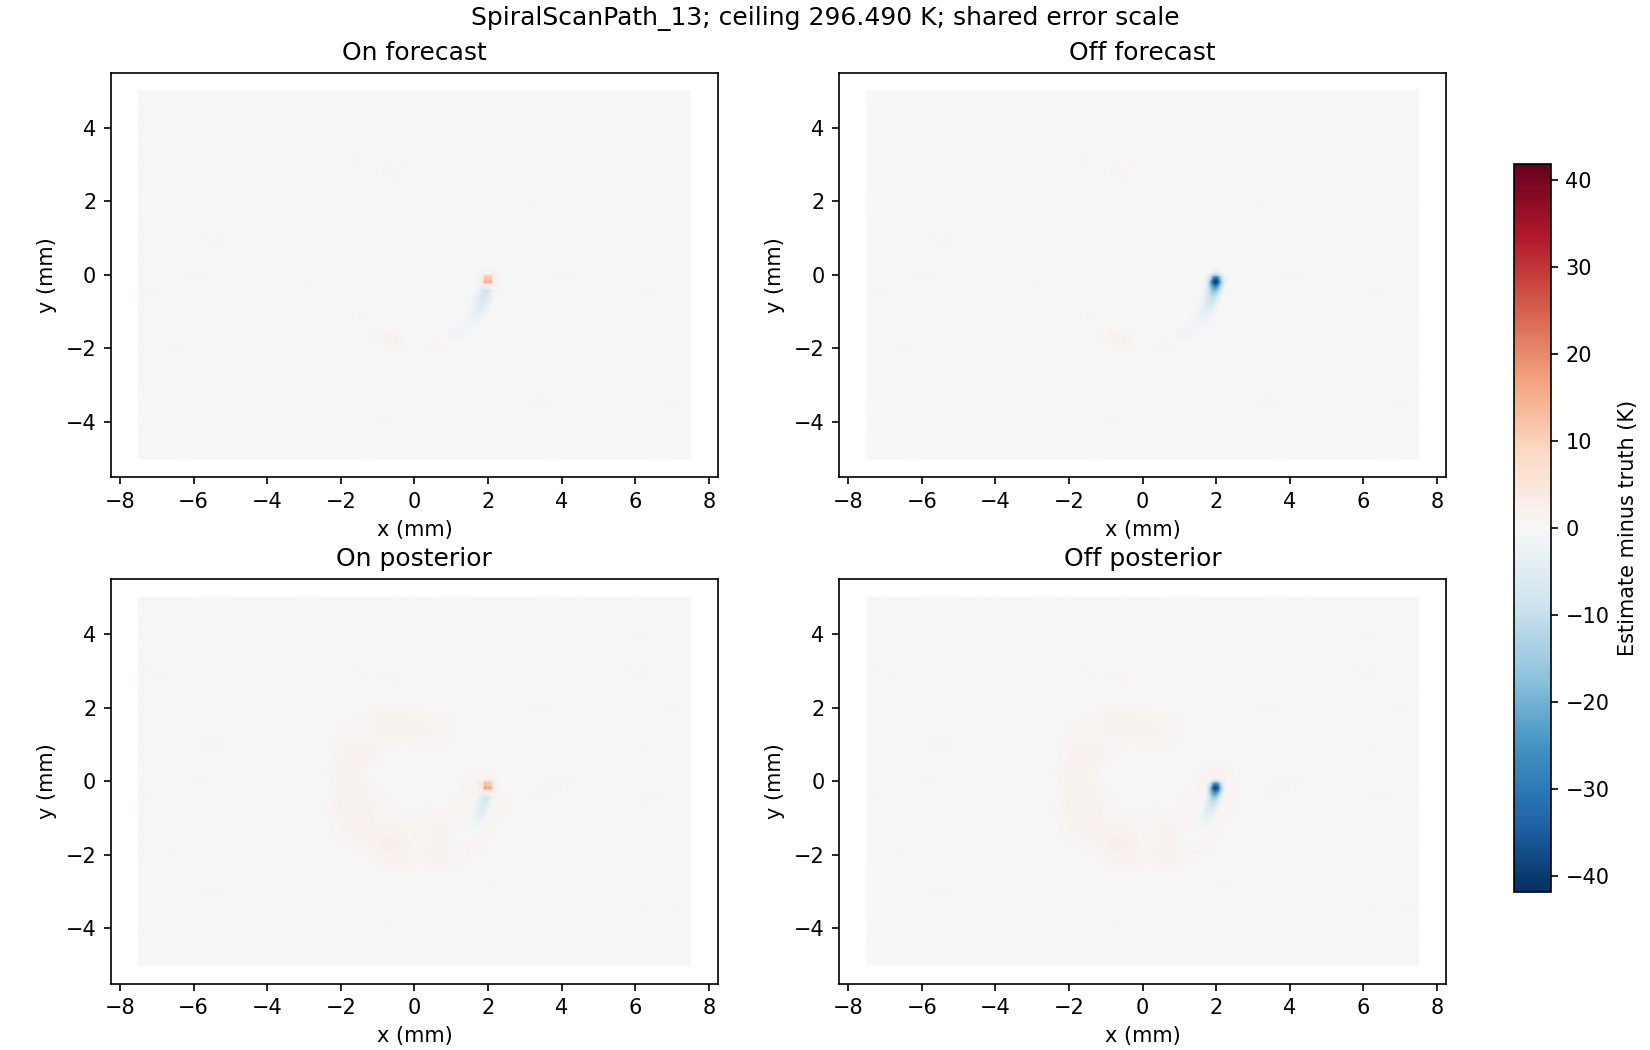 SpiralScanPath_13; ceiling 296.490 K; shared error scale
On forecast
Off forecast
4
2
0
−2
−4
y (mm)
−8 −6 −4 −2 0 2 4 6 8
x (mm)
4
2
0
−2
−4
y (mm)
−8 −6 −4 −2 0 2 4 6 8
x (mm)
On posterior
Off posterior
4
2
0
−2
−4
y (mm)
−8 −6 −4 −2 0 2 4 6 8
x (mm)
4
2
0
−2
−4
y (mm)
−8 −6 −4 −2 0 2 4 6 8
x (mm)
40
30
20
10
0
−10
−20
−30
−40
Estimate minus truth (K)